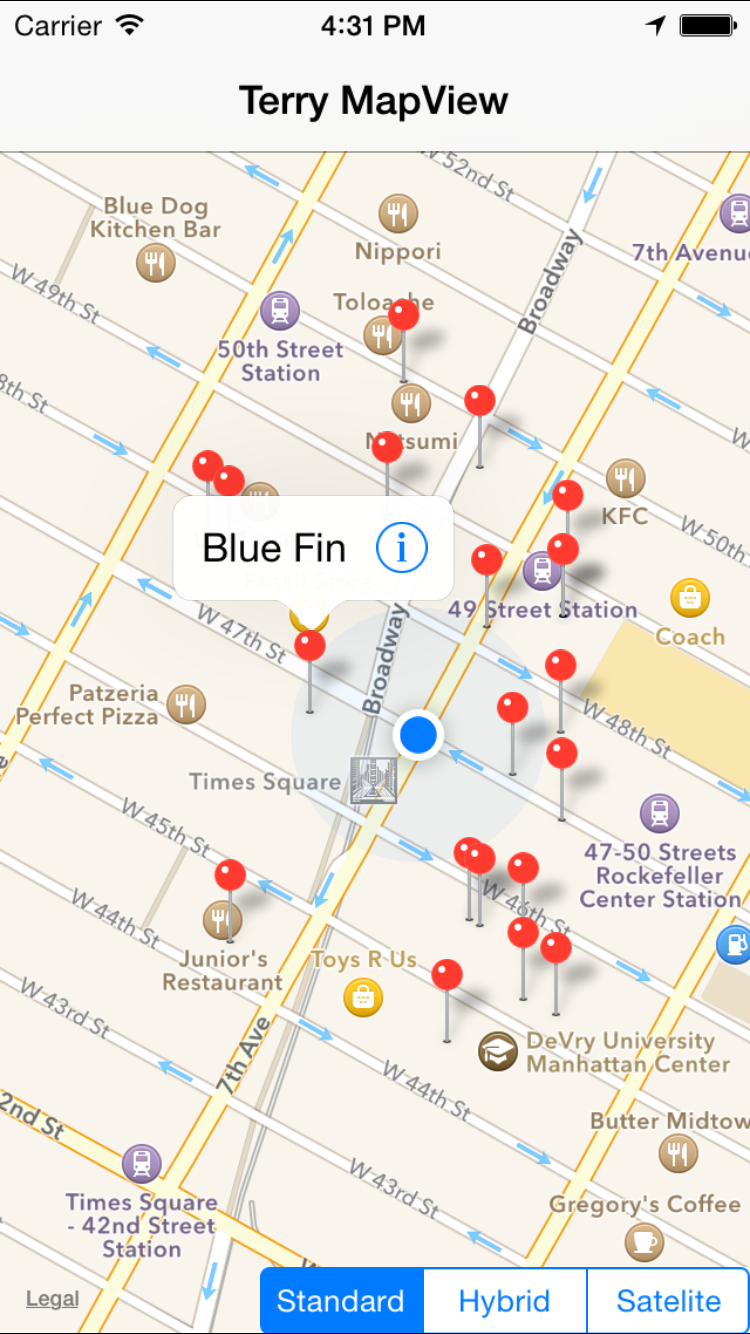 Carrier 4:31 PM
Terry MapView
W 52nd St
Blue Dog
Kitchen Bar
Nippori
7th Avenue
Broadway
W 49th St
50th Street
Station
KFC
W 50th
49 Street Station
Coach
Blue Fin
Fossil Store
W 47th St
Broadway
Patzeria
Perfect Pizza
W 48th St
Times Square
W 45th St
47-50 Streets
Rockefeller
Center Station
W 46th St
W 44th St
Junior's
Restaurant
Toys R Us
W 43rd St
7th Ave
DeVry University
Manhattan Center
W 44th St
2nd St
Butter Midtow
W 43rd St
Times Square
- 42nd Street
Station
Gregory's Coffee
Legal
Standard Hybrid Satelite